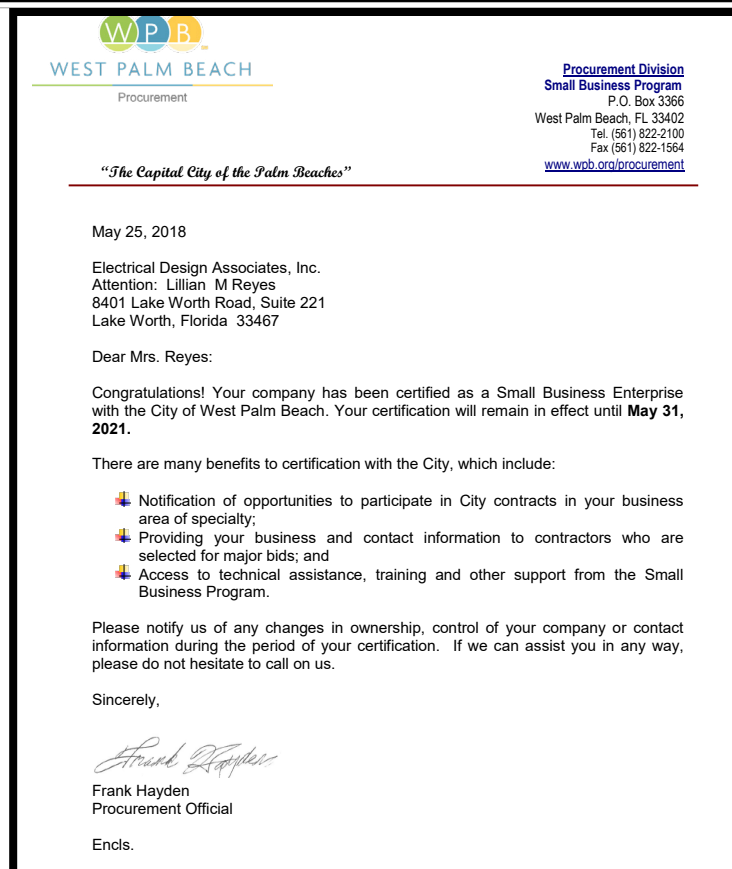 WPB
WEST PALM BEACH
Procurement
Procurement Division
Small Business Program
P.O. Box 3366
West Palm Beach, FL 33402
Tel. (561) 822-2100
Fax (561) 822-1564
www.wpb.org/procurement
“The Capital City of the Palm Beaches”
May 25, 2018
Electrical Design Associates, Inc.
Attention: Lillian M Reyes
8401 Lake Worth Road, Suite 221
Lake Worth, Florida 33467
Dear Mrs. Reyes:
Congratulations! Your company has been certified as a Small Business Enterprise
with the City of West Palm Beach. Your certification will remain in effect until May 31,
2021.
There are many benefits to certification with the City, which include:
Notification of opportunities to participate in City contracts in your business
area of specialty;
Providing your business and contact information to contractors who are
selected for major bids; and
Access to technical assistance, training and other support from the Small
Business Program.
Please notify us of any changes in ownership, control of your company or contact
information during the period of your certification. If we can assist you in any way,
please do not hesitate to call on us.
Sincerely,
Frank Hayden
Frank Hayden
Procurement Official
Encls.